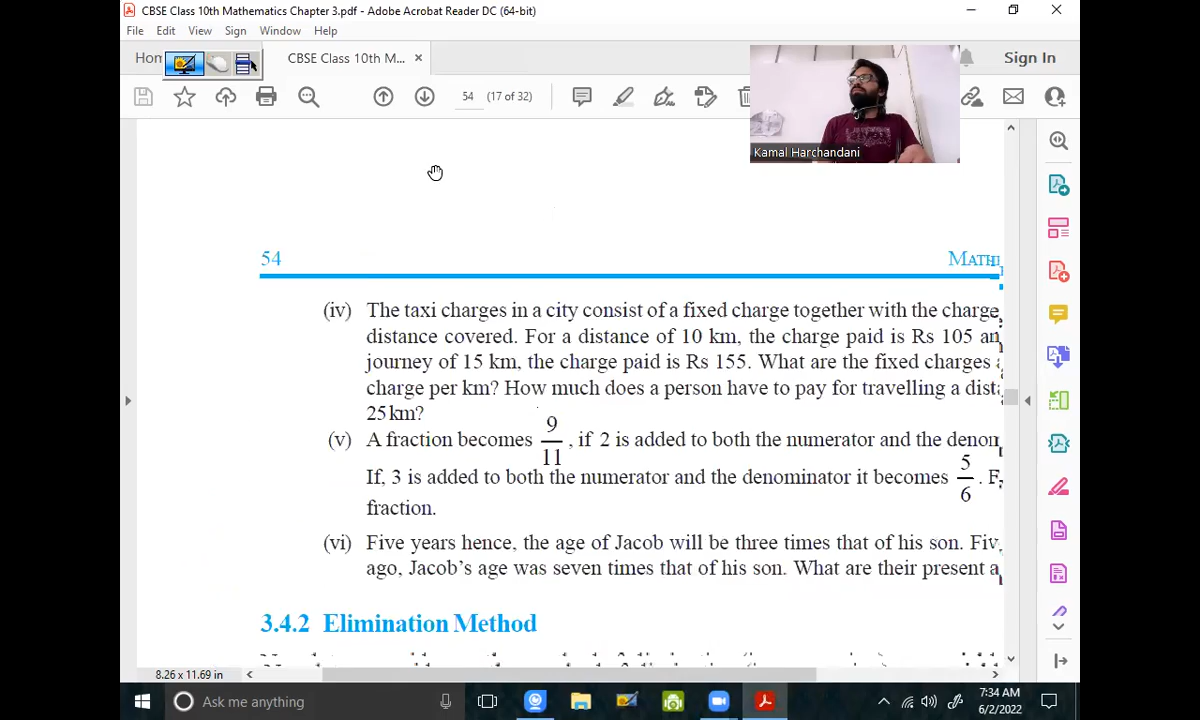 CBSE Class 10th Mathematics Chapter 3.pdf - Adobe Acrobat Reader DC (64-bit)
File Edit View Sign Window Help
Hom CBSE Class 10th M... × Sign In
54 (17 of 32)
Kamal Harchandani
54 MATH
(iv) The taxi charges in a city consist of a fixed charge together with the charge
distance covered. For a distance of 10 km, the charge paid is Rs 105 an
journey of 15 km, the charge paid is Rs 155. What are the fixed charges a
charge per km? How much does a person have to pay for travelling a dist
25 km?
(v) A fraction becomes 9/11, if 2 is added to both the numerator and the denom
If, 3 is added to both the numerator and the denominator it becomes 5/6. F
fraction.
(vi) Five years hence, the age of Jacob will be three times that of his son. Fiv
ago, Jacob's age was seven times that of his son. What are their present a
3.4.2 Elimination Method
8.26 x 11.69 in
Ask me anything
7:34 AM
6/2/2022